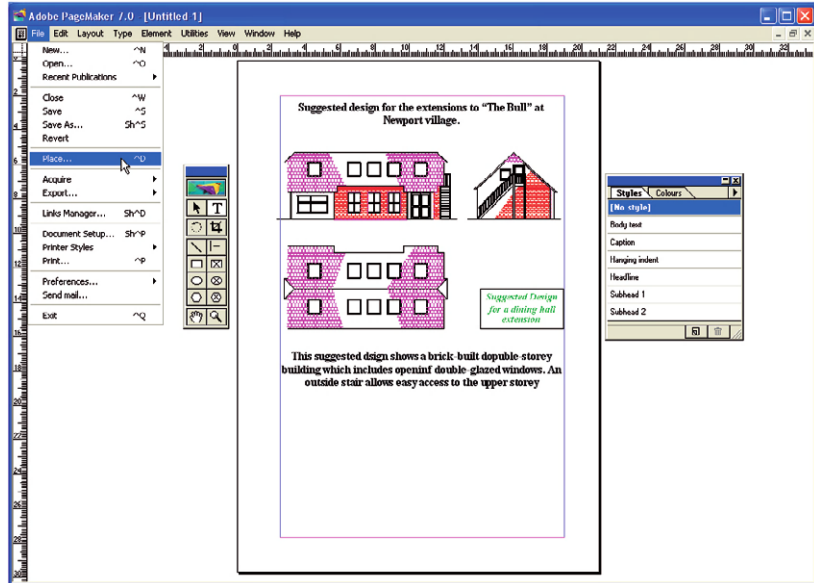 Adobe PageMaker 7.0 [Untitled 1]
File Edit Layout Type Element Utilities View Window Help
New... ^N
Open... ^O
Recent Publications
Close ^W
Save ^S
Save As... Sh^S
Revert
Place... ^D
Acquire
Export...
Links Manager... Sh^D
Document Setup... Sh^P
Printer Styles
Print... ^P
Preferences...
Send mail...
Exit ^Q
Suggested design for the extensions to “The Bull” at
Newport village.
Suggested Design
for a dining hall
extension
This suggested dsign shows a brick-built dopuble-storey
building which includes openinf double-glazed windows. An
outside stair allows easy access to the upper storey
T
Styles Colours
[No style]
Body text
Caption
Hanging indent
Headline
Subhead 1
Subhead 2